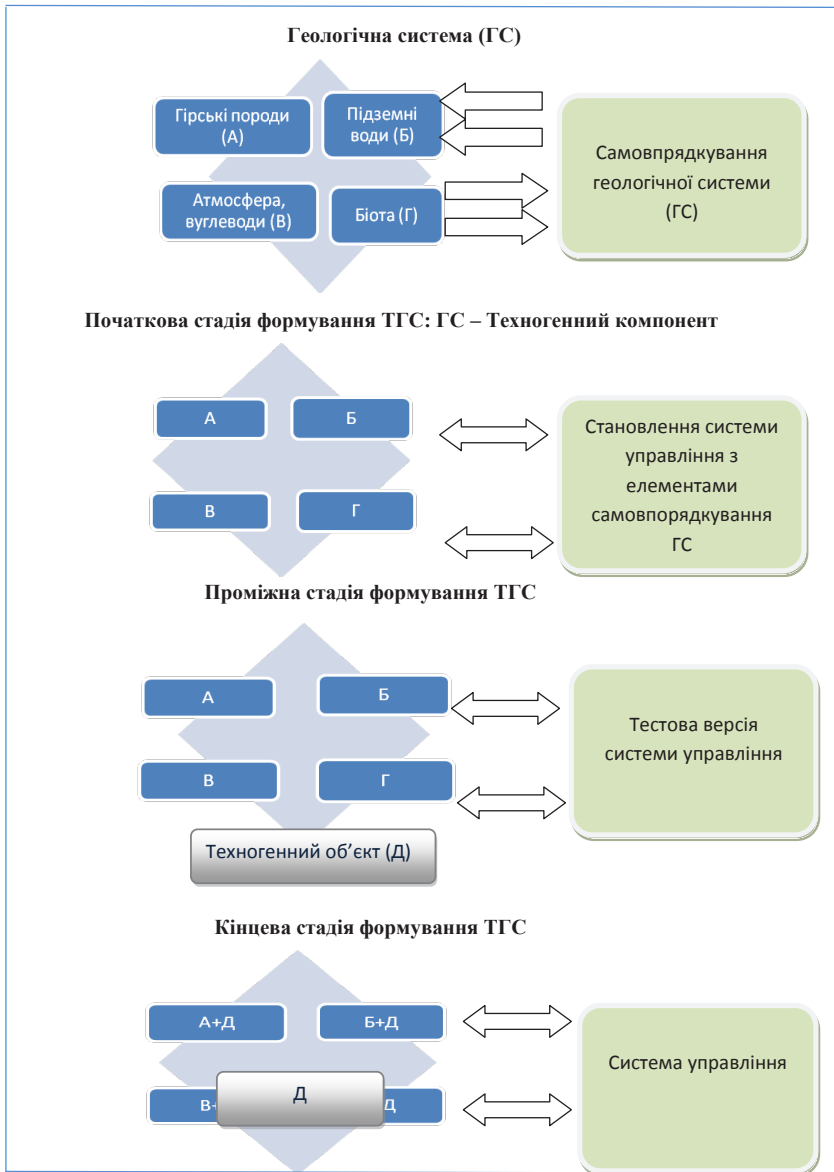 Геологічна система (ГС)
Гірські породи
(А)
Підземні
води (Б)
Атмосфера,
вуглеводи (В)
Біота (Г)
Самовпрядкування
геологічної системи
(ГС)
Початкова стадія формування ТГС: ГС – Техногенний компонент
А
Б
В
Г
Становлення системи
управління з
елементами
самовпорядкування
ГС
Проміжна стадія формування ТГС
А
Б
В
Г
Техногенний об’єкт (Д)
Тестова версія
системи управління
Кінцева стадія формування ТГС
А+Д
Б+Д
В+
Д
Д
Система управління